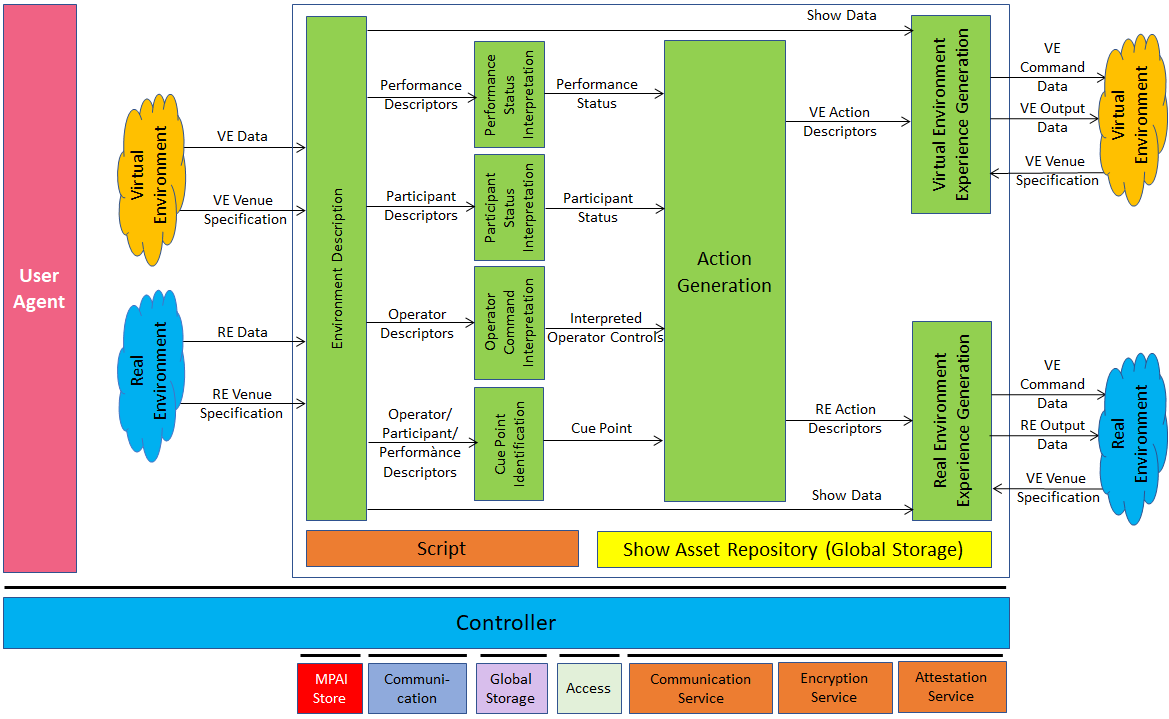 User
Agent
Virtual
Environment
Real
Environment
VE Data
VE Venue
Specification
RE Data
RE Venue
Specification
Environment Description
Show Data
Performance
Descriptors
Participant
Descriptors
Operator
Descriptors
Operator/
Participant/
Performànce
Descriptors
Performance
Status
Interpretation
Participant
Status
Interpretation
Operator
Command
Interpretation
Cue Point
Identification
Performance
Status
Participant
Status
Interpreted
Operator Controls
Cue Point
Action
Generation
VE Action
Descriptors
RE Action
Descriptors
Show Data
Virtual Environment
Experience Generation
Real Environment
Experience Generation
VE
Command
Data
VE Output
Data
VE Venue
Specification
Virtual
Environment
VE
Command
Data
RE Output
Data
VE Venue
Specification
Real
Environment
Script
Show Asset Repository (Global Storage)
Controller
MPAI
Store
Communi-
cation
Global
Storage
Access
Communication
Service
Encryption
Service
Attestation
Service